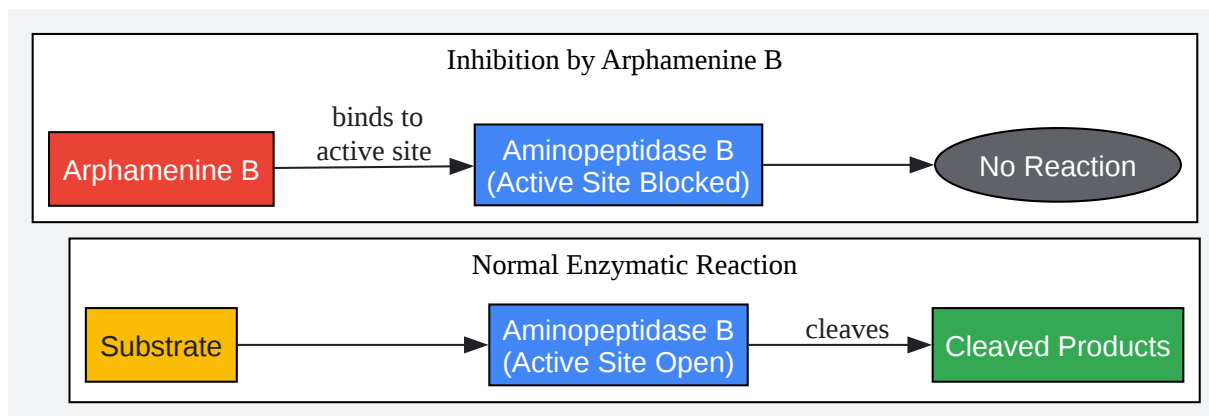 Inhibition by Arphamenine B
Arphamenine B
binds to
active site
Aminopeptidase B
(Active Site Blocked)
No Reaction
Normal Enzymatic Reaction
Substrate
Aminopeptidase B
(Active Site Open)
cleaves
Cleaved Products